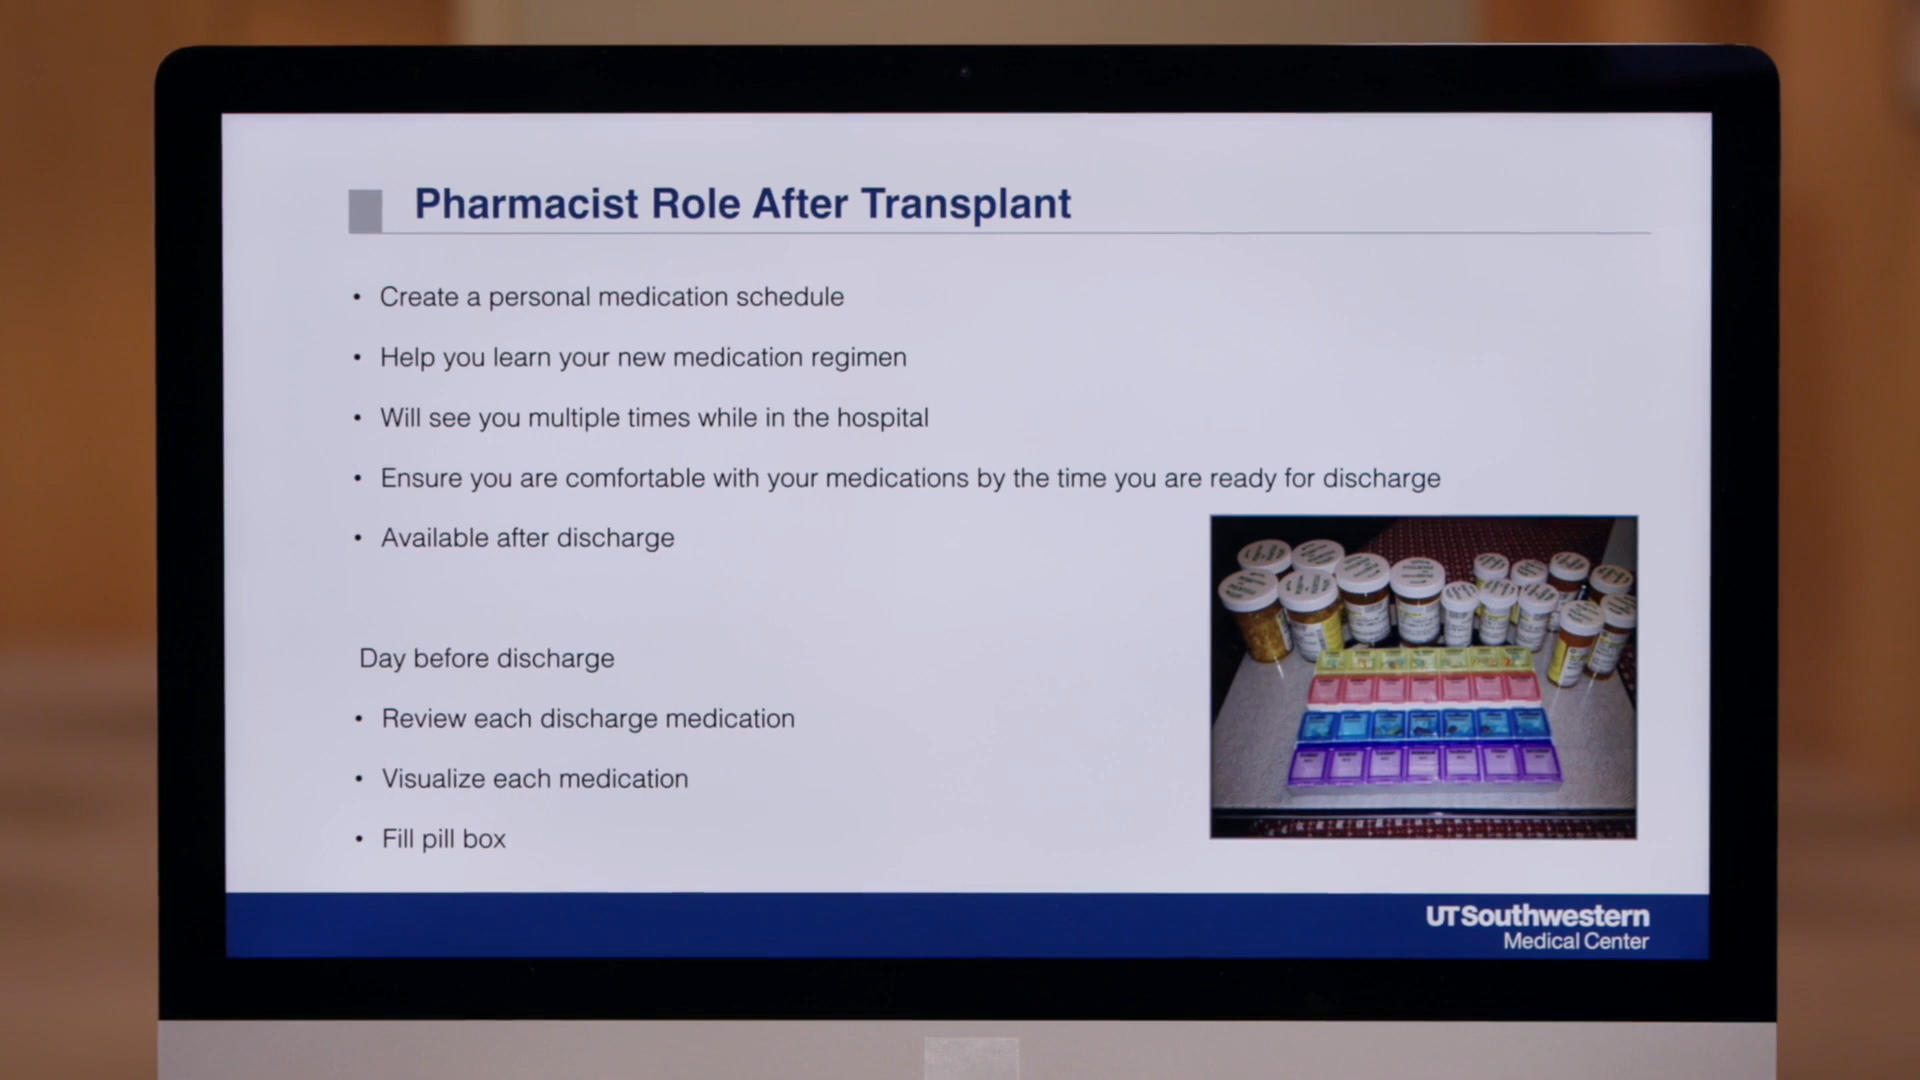 Pharmacist Role After Transplant
• Create a personal medication schedule
• Help you learn your new medication regimen
• Will see you multiple times while in the hospital
• Ensure you are comfortable with your medications by the time you are ready for discharge
• Available after discharge
Day before discharge
• Review each discharge medication
• Visualize each medication
• Fill pill box
UTSouthwestern
Medical Center